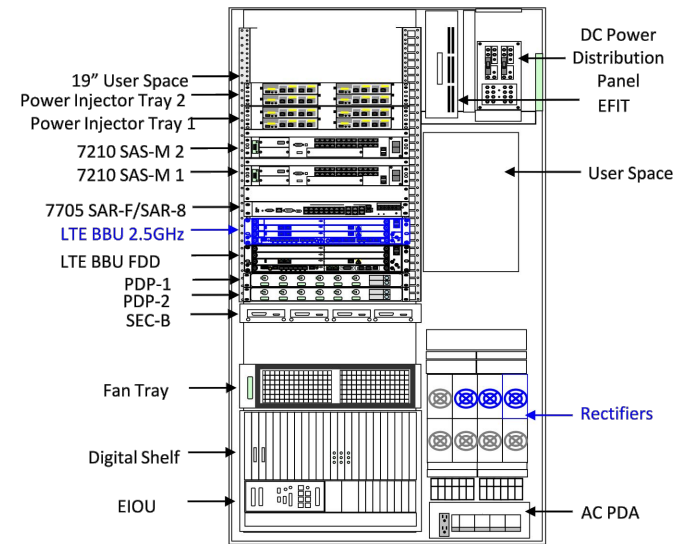 19” User Space
Power Injector Tray 2
Power Injector Tray 1
7210 SAS-M 2
7210 SAS-M 1
7705 SAR-F/SAR-8
LTE BBU 2.5GHz
LTE BBU FDD
PDP-1
PDP-2
SEC-B
Fan Tray
Digital Shelf
EIOU
DC Power
Distribution
Panel
EFIT
User Space
Rectifiers
AC PDA